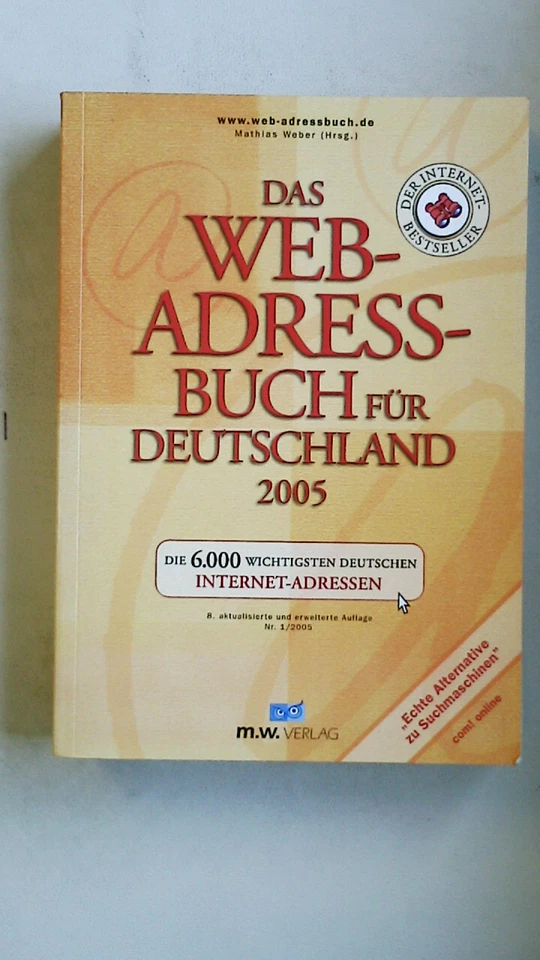 www.web-adressbuch.de
Mathias Weber (Hrsg.)
DER INTERNET-
BESTSELLER
DAS
WEB-
ADRESS-
BUCH FÜR
DEUTSCHLAND
2005
DIE 6.000 WICHTIGSTEN DEUTSCHEN
INTERNET-ADRESSEN
8. aktualisierte und erweiterte Auflage
Nr. 1/2005
„Echte Alternative
zu Suchmaschinen"
com! online
m.w. VERLAG